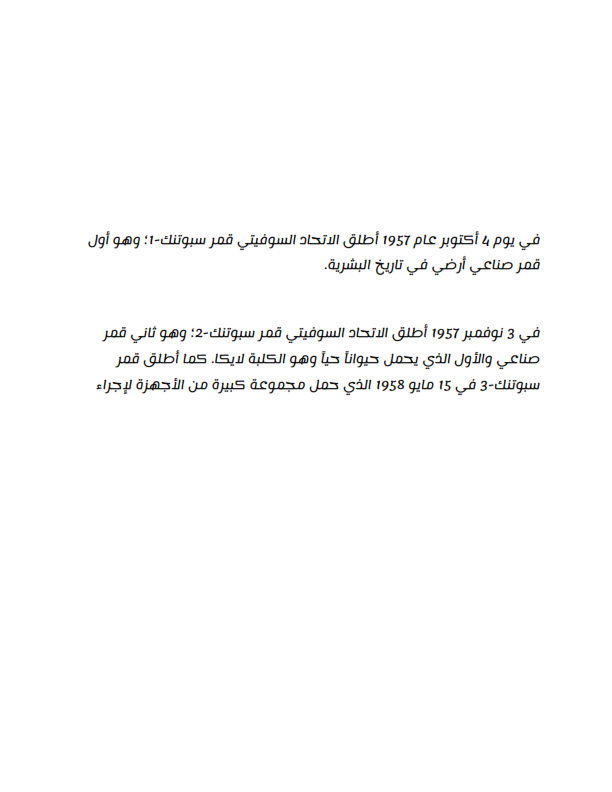 في يوم 4 أكتوبر عام 1957 أطلق الاتحاد السوفيتي قمر سبوتنك-1؛ وهو أول
قمر صناعي أرضي في تاريخ البشرية.
في 3 نوفمبر 1957 أطلق الاتحاد السوفيتي قمر سبوتنك-2؛ وهو ثاني قمر
صناعي والأول الذي يحمل حيواناً حياً وهو الكلبة لايكا. كما أطلق قمر
سبوتنك-3 في 15 مايو 1958 الذي حمل مجموعة كبيرة من الأجهزة لإجراء